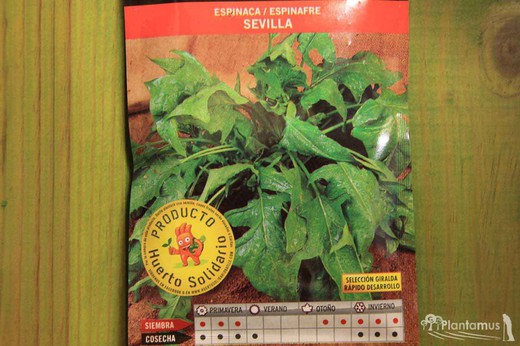 ESPINACA / ESPINAFRE
SEVILLA
PRODUCTO
Huerto Solidario
SELECCIÓN GIRALDA
RÁPIDO DESARROLLO
PRIMAVERA VERANO OTOÑO INVIERNO
SIEMBRA
COSECHA
Plantamus